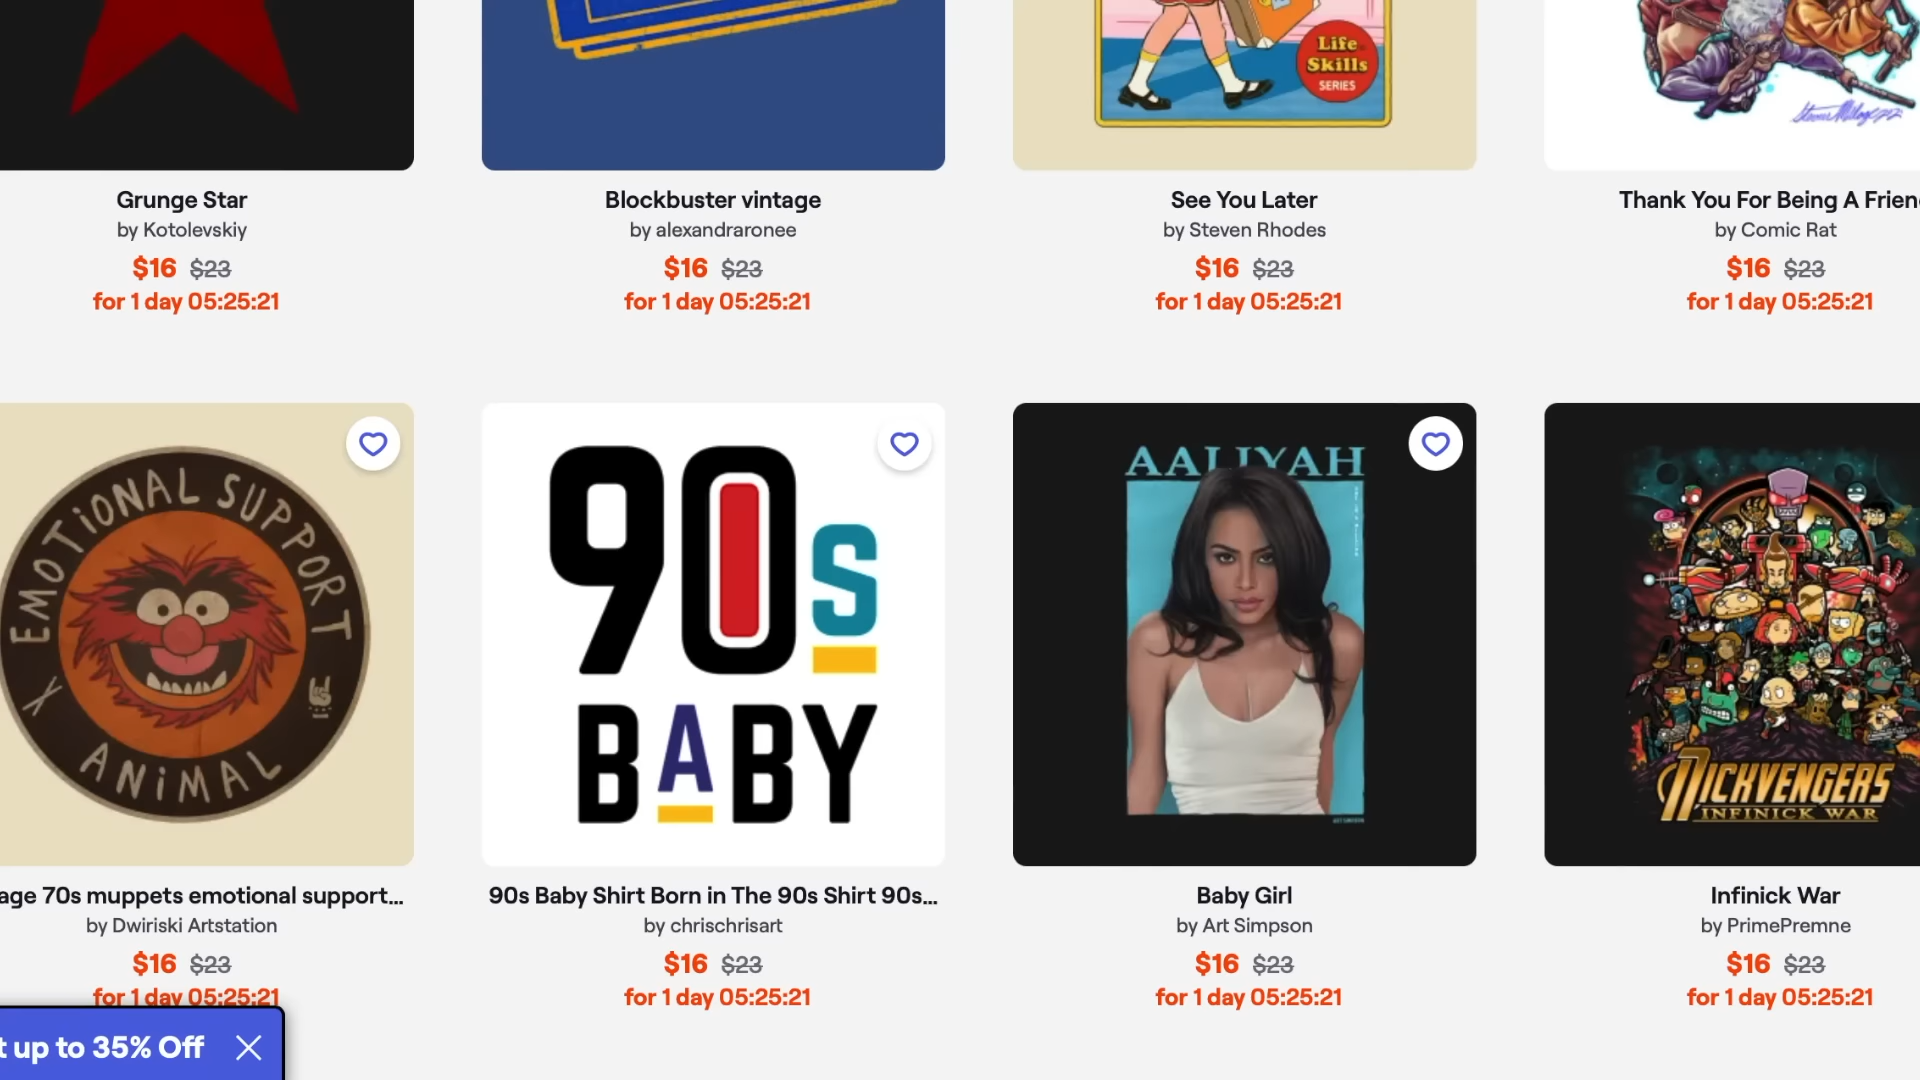 Life
Skills
SERIES
Grunge Star
by Kotolevskiy
$16 $23
for 1 day 05:25:21
Blockbuster vintage
by alexandraronee
$16 $23
for 1 day 05:25:21
See You Later
by Steven Rhodes
$16 $23
for 1 day 05:25:21
Thank You For Being A Frien
by Comic Rat
$16 $23
for 1 day 05:25:21
EMOTiONAL SUPPORT
ANiMAL
90s
BABY
AALIYAH
NICKVENGERS
INFINICK WAR
age 70s muppets emotional support...
by Dwiriski Artstation
$16 $23
for 1 day 05:25:21
90s Baby Shirt Born in The 90s Shirt 90s...
by chrischrisart
$16 $23
for 1 day 05:25:21
Baby Girl
by Art Simpson
$16 $23
for 1 day 05:25:21
Infinick War
by PrimePremne
$16 $23
for 1 day 05:25:21
t up to 35% Off